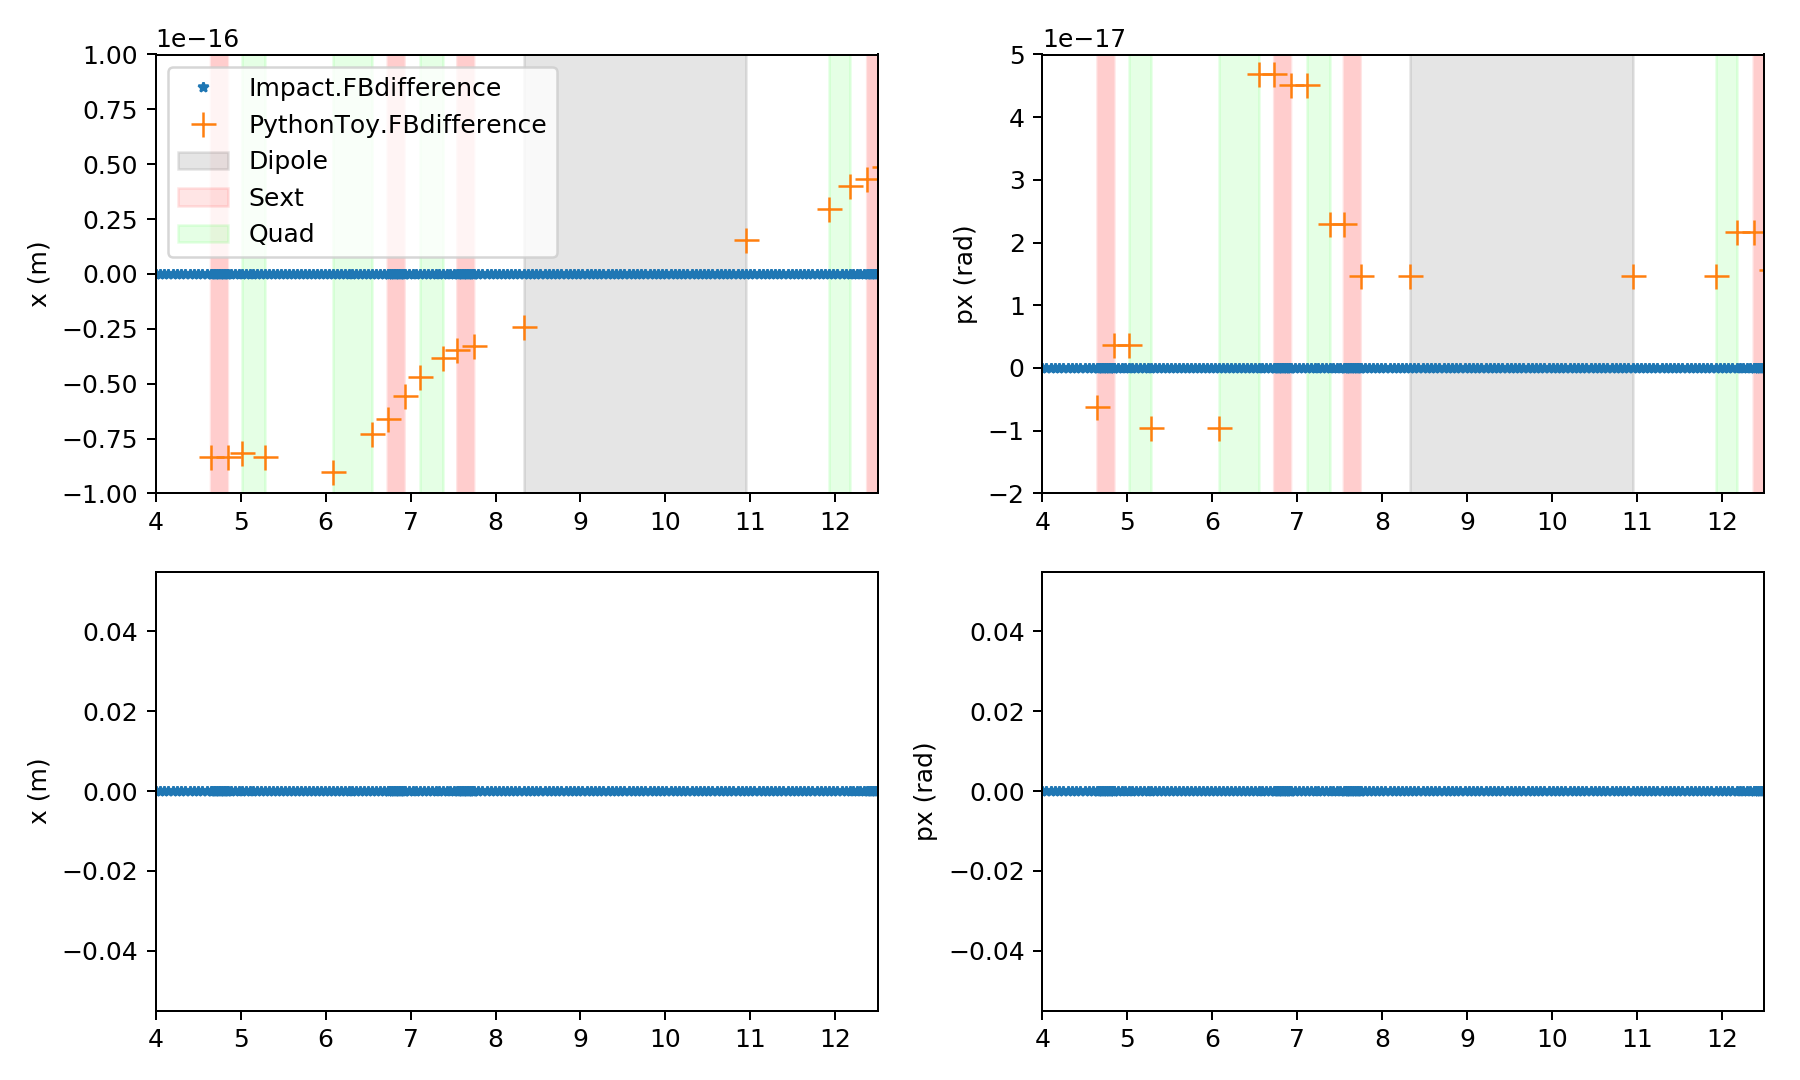 1e−16
1.00
0.75
0.50
0.25
0.00
−0.25
−0.50
−0.75
−1.00
x (m)
Impact.FBdifference
PythonToy.FBdifference
Dipole
Sext
Quad
4 5 6 7 8 9 10 11 12
1e−17
5
4
3
2
1
0
−1
−2
px (rad)
4 5 6 7 8 9 10 11 12
0.04
0.02
0.00
−0.02
−0.04
x (m)
4 5 6 7 8 9 10 11 12
0.04
0.02
0.00
−0.02
−0.04
px (rad)
4 5 6 7 8 9 10 11 12